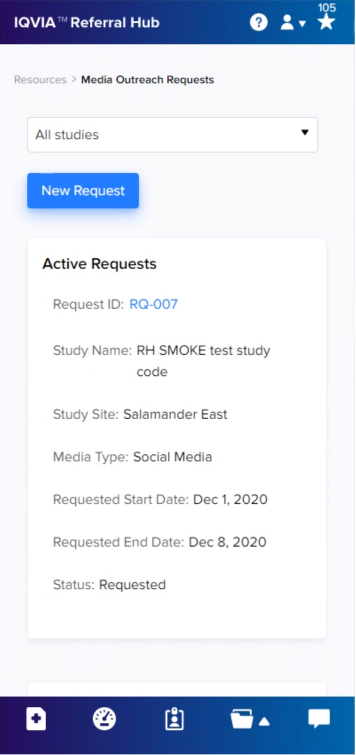 105
IQVIA™ Referral Hub
?
Resources > Media Outreach Requests
All studies
New Request
Active Requests
Request ID: RQ-007
Study Name: RH SMOKE test study
code
Study Site: Salamander East
Media Type: Social Media
Requested Start Date: Dec 1, 2020
Requested End Date: Dec 8, 2020
Status: Requested